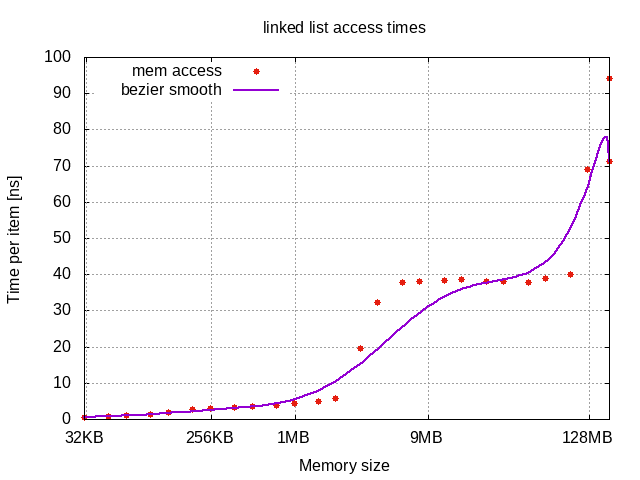 linked list access times
100
90
80
70
60
50
40
30
20
10
0
Time per item [ns]
mem access
bezier smooth
32KB 256KB 1MB 9MB 128MB
Memory size